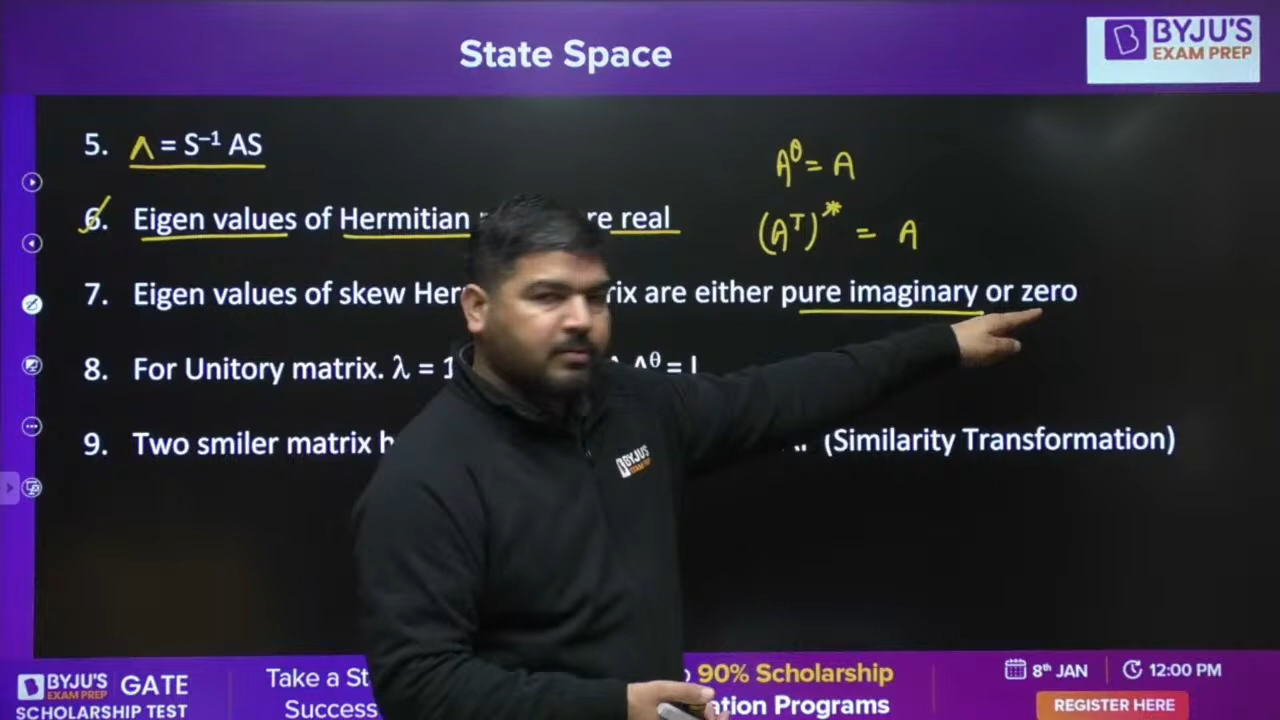 State Space
BYJU'S
EXAM PREP
5. Λ = S⁻¹ AS
A^θ = A
6. Eigen values of Hermitian re real
(A^T)^* = A
7. Eigen values of skew Her rix are either pure imaginary or zero
8. For Unitory matrix. λ = 1 A^θ = I
9. Two smiler matrix h (Similarity Transformation)
BYJU'S
EXAM PREP
BYJU'S
EXAM PREP
GATE
SCHOLARSHIP TEST
Take a St
Success
90% Scholarship
ation Programs
8th JAN
12:00 PM
REGISTER HERE